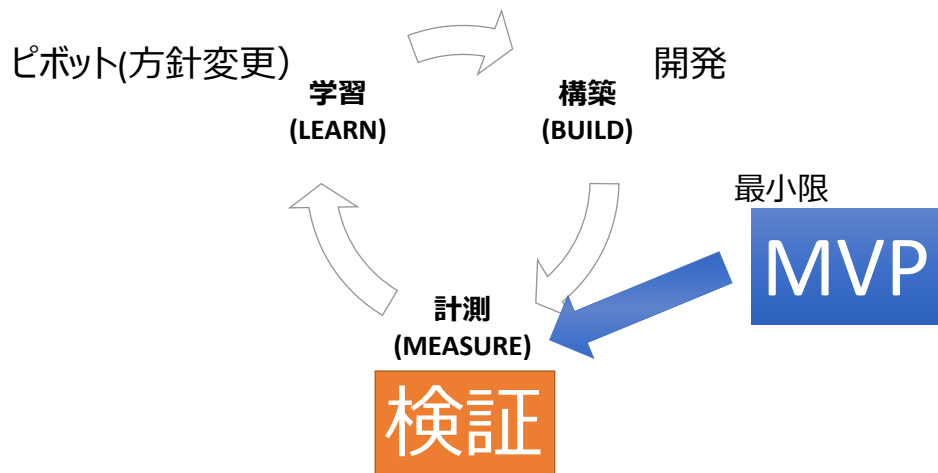 ピボット(方針変更）
学習
(LEARN)
構築
(BUILD)
開発
最小限
MVP
計測
(MEASURE)
検証